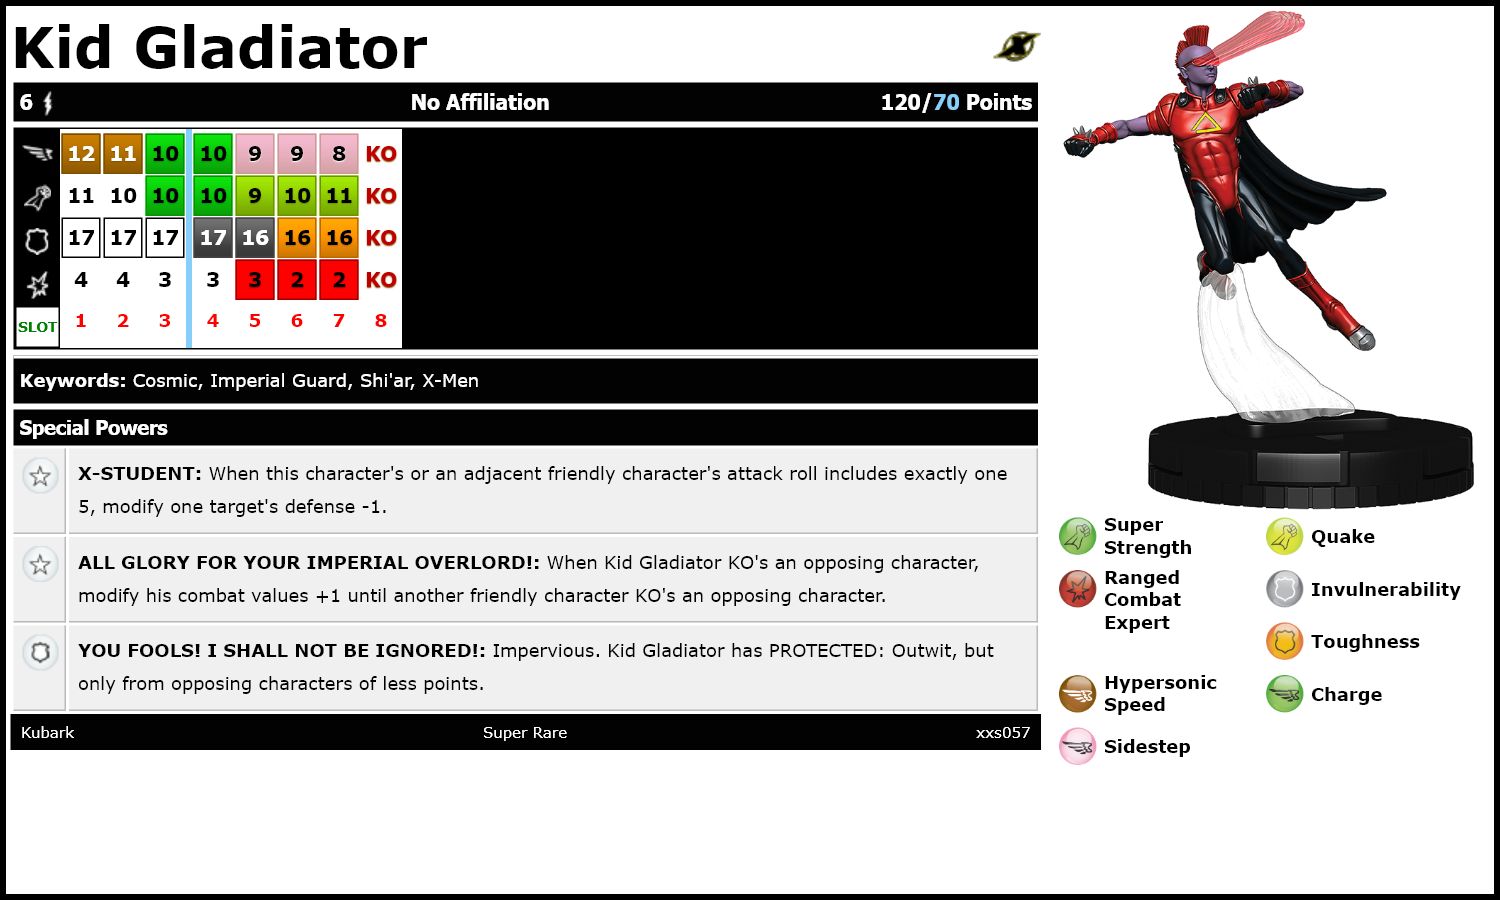 Kid Gladiator
6 No Affiliation 120/70 Points
12 11 10 10 9 9 8 KO
11 10 10 10 9 10 11 KO
17 17 17 17 16 16 16 KO
4 4 3 3 3 2 2 KO
SLOT 1 2 3 4 5 6 7 8
Keywords: Cosmic, Imperial Guard, Shi'ar, X-Men
Special Powers
X-STUDENT: When this character's or an adjacent friendly character's attack roll includes exactly one
5, modify one target's defense -1.
ALL GLORY FOR YOUR IMPERIAL OVERLORD!: When Kid Gladiator KO's an opposing character,
modify his combat values +1 until another friendly character KO's an opposing character.
YOU FOOLS! I SHALL NOT BE IGNORED!: Impervious. Kid Gladiator has PROTECTED: Outwit, but
only from opposing characters of less points.
Kubark Super Rare xxs057
Super
Strength
Quake
Ranged
Combat
Expert
Invulnerability
Toughness
Hypersonic
Speed
Charge
Sidestep